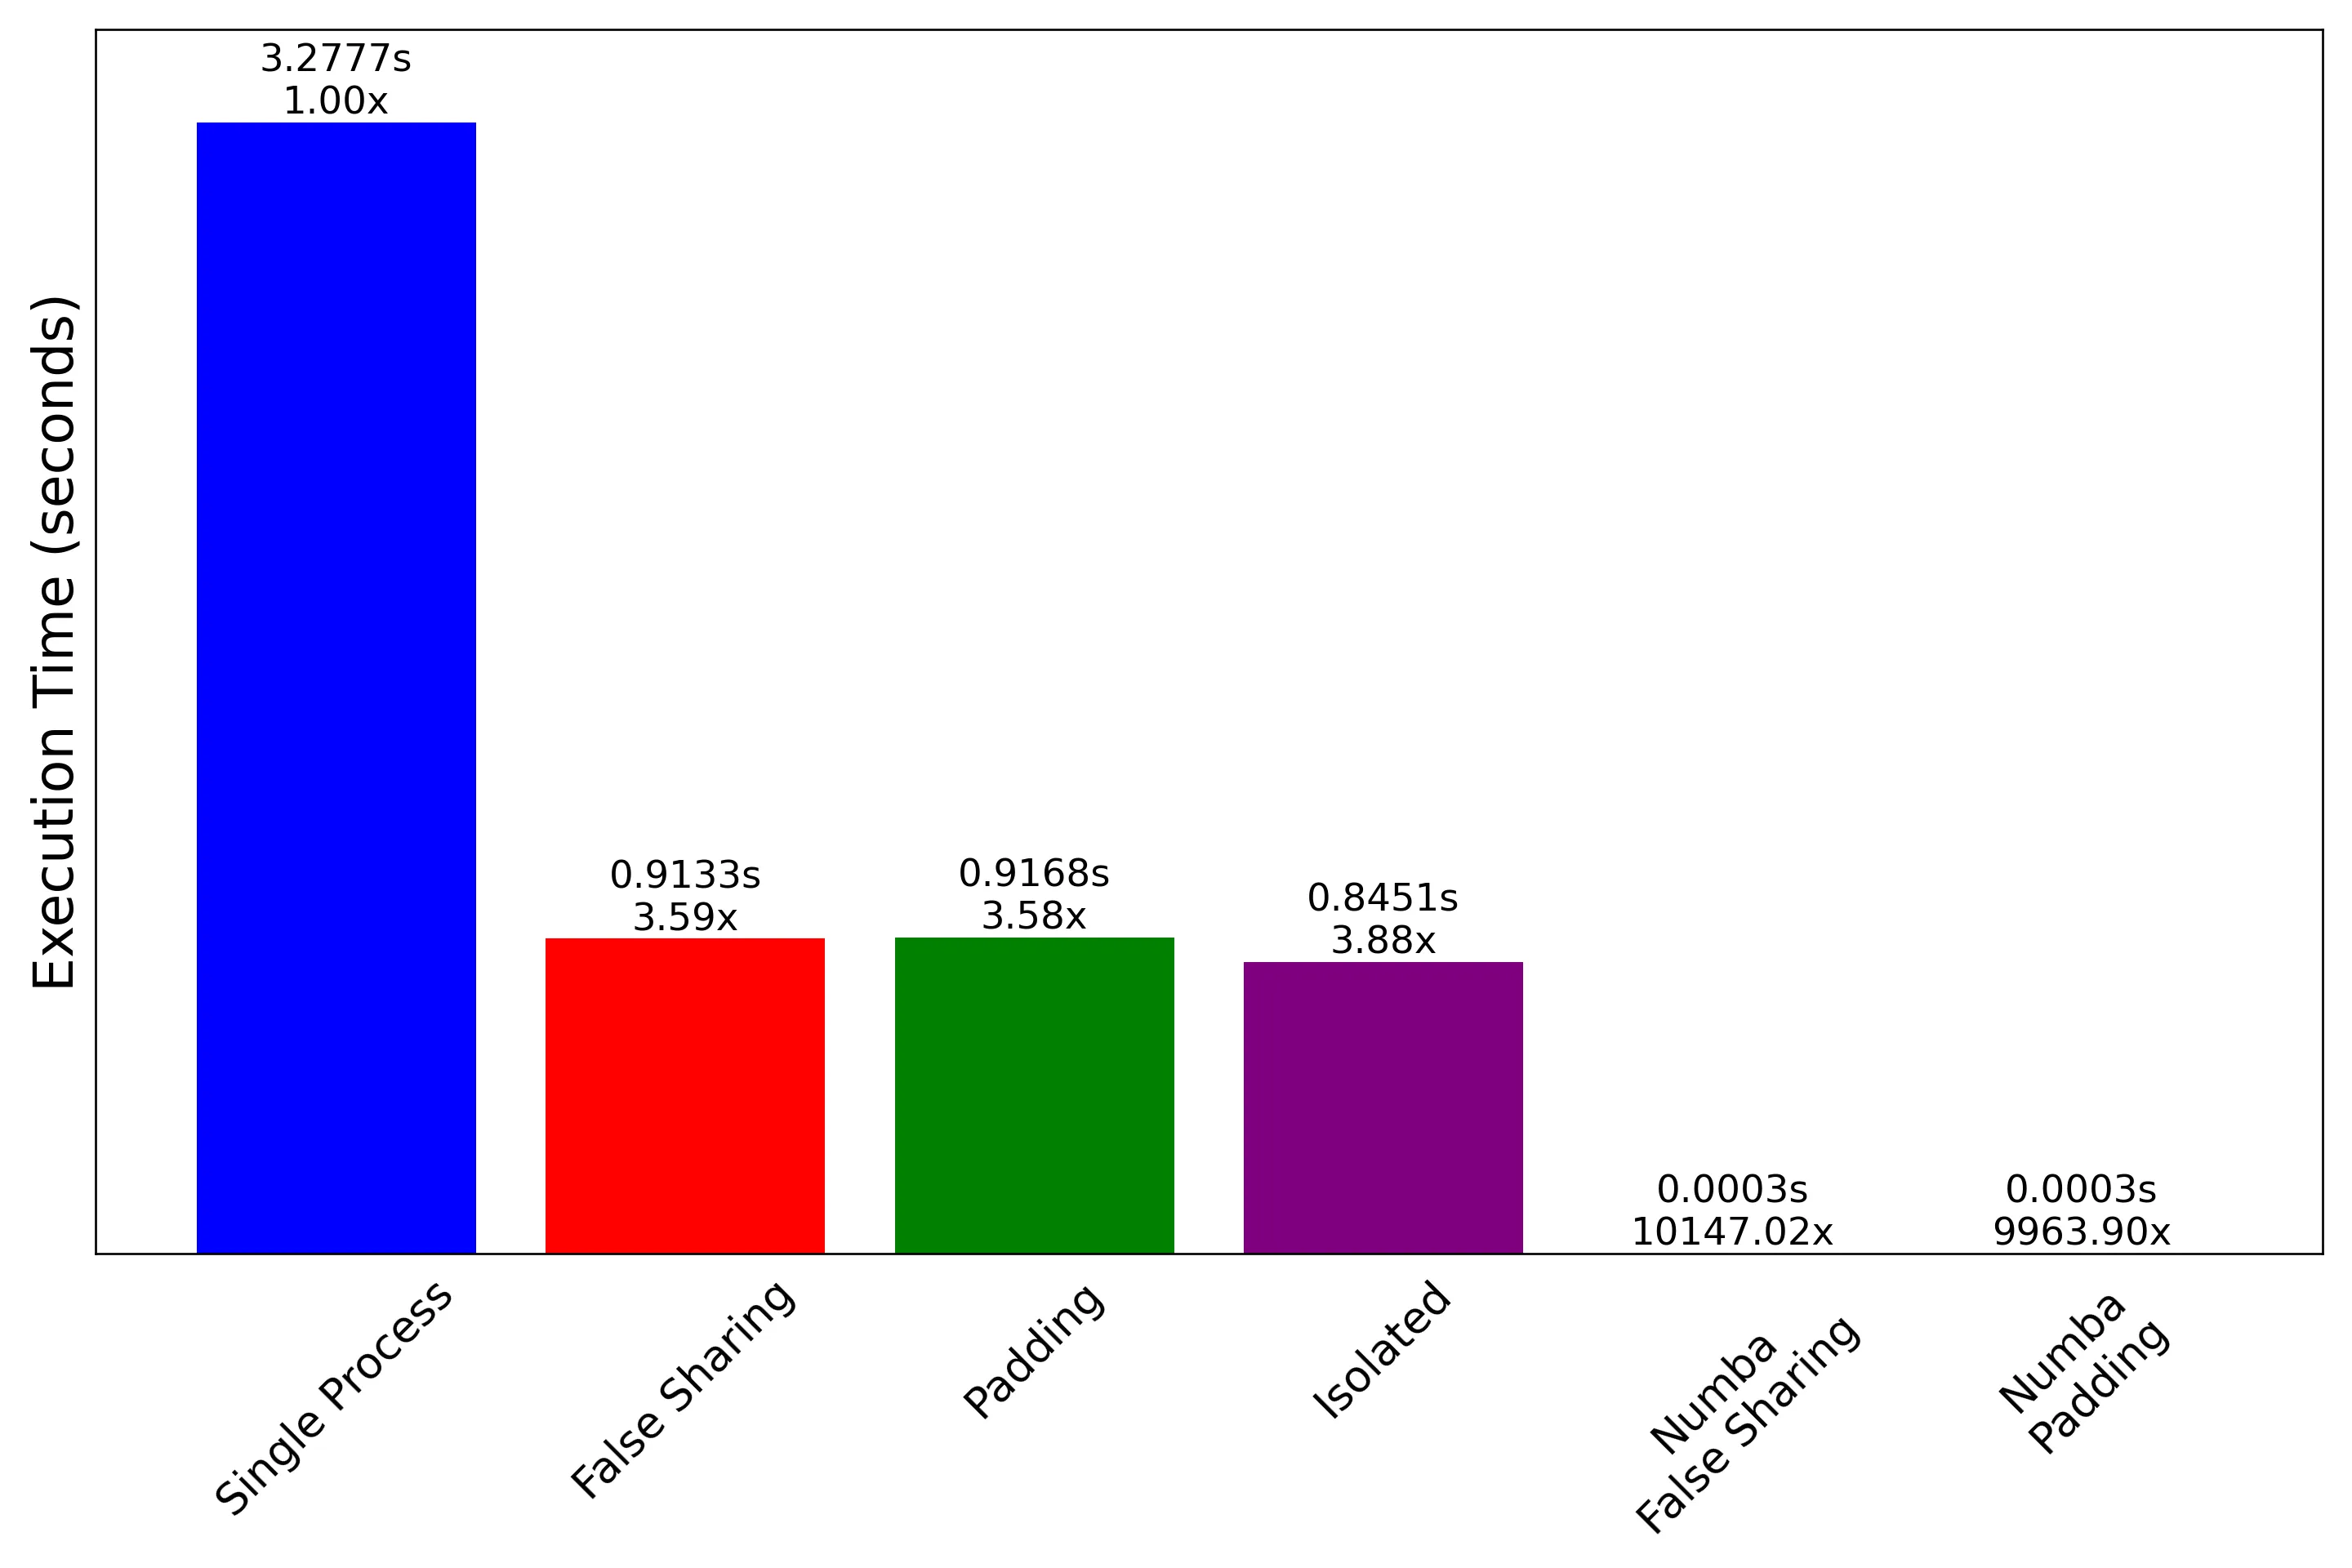 Execution Time (seconds)
3.2777s
1.00x
0.9133s
3.59x
0.9168s
3.58x
0.8451s
3.88x
0.0003s
10147.02x
0.0003s
9963.90x
Single Process
False Sharing
Padding
Isolated
Numba
False Sharing
Numba
Padding